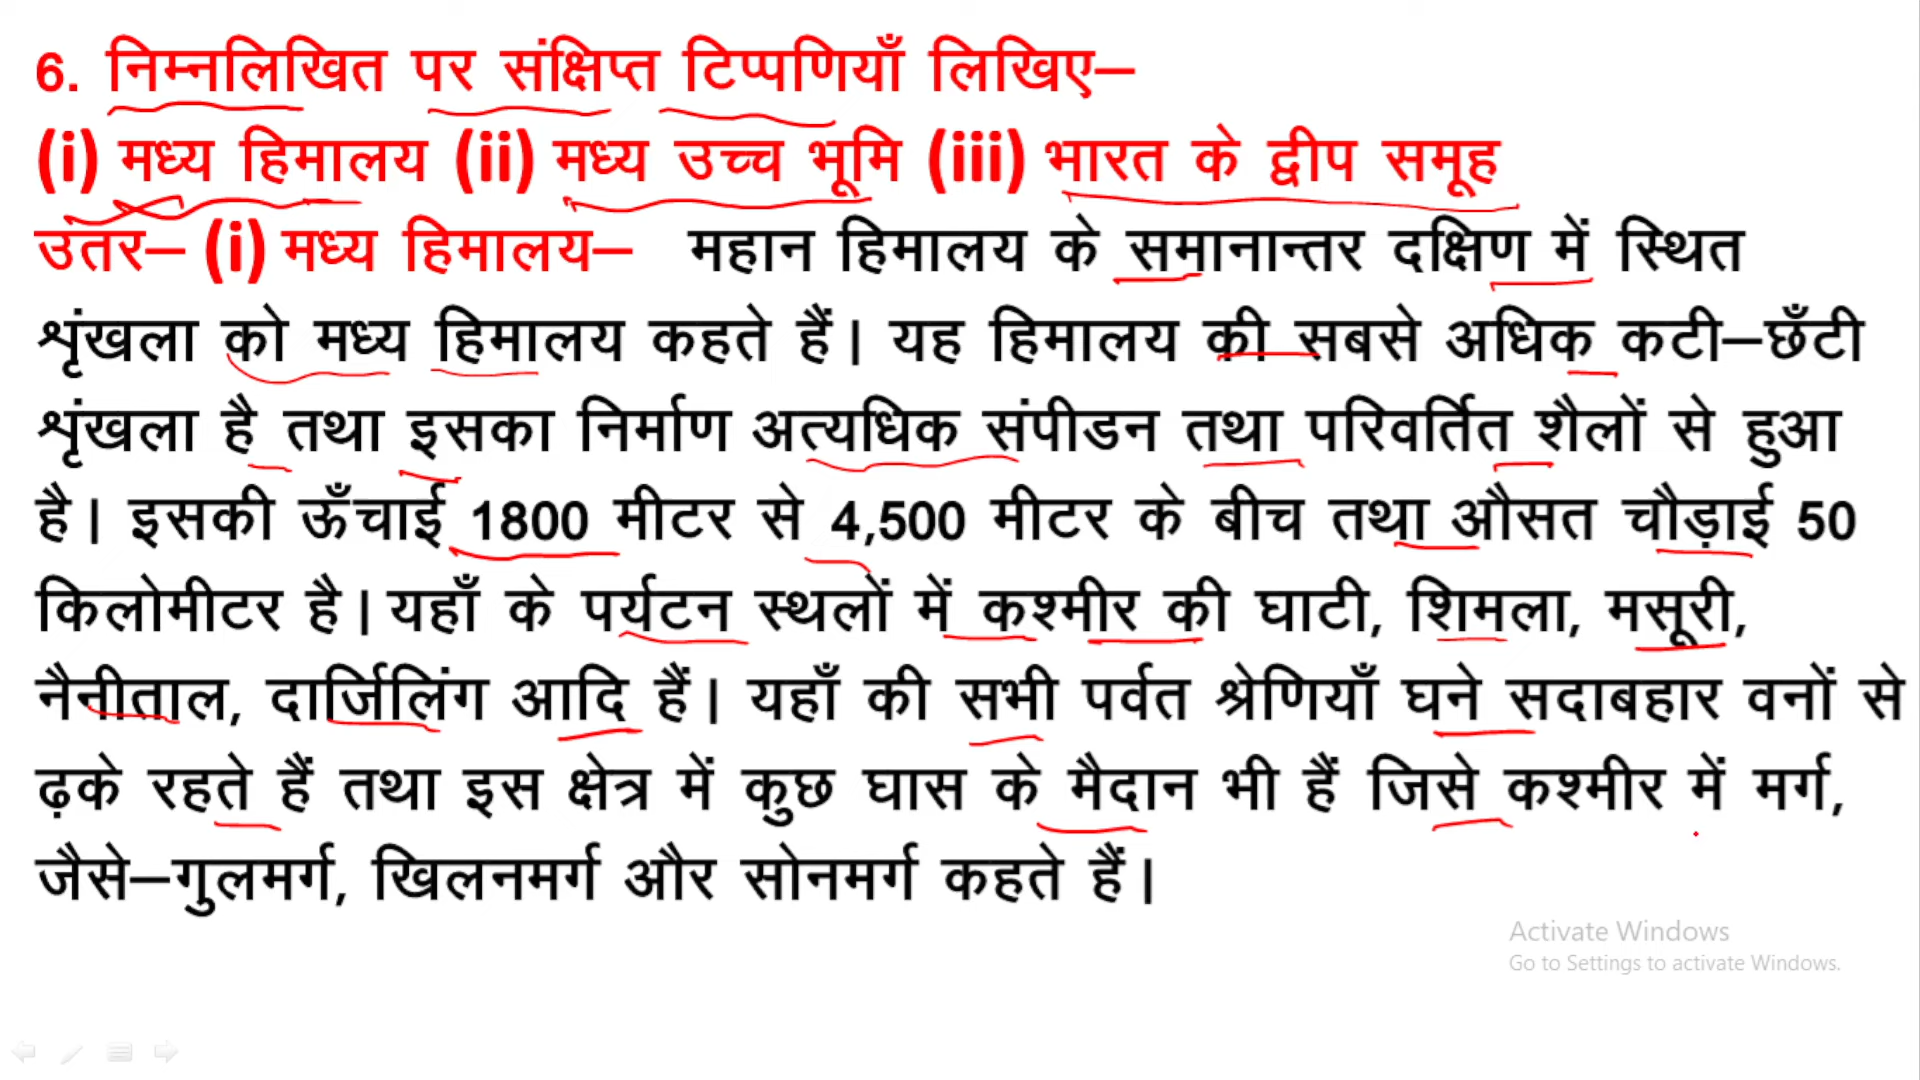 6. निम्नलिखित पर संक्षिप्त टिप्पणियाँ लिखिए–
(i) मध्य हिमालय (ii) मध्य उच्च भूमि (iii) भारत के द्वीप समूह
उतर– (i) मध्य हिमालय– महान हिमालय के समानान्तर दक्षिण में स्थित
शृंखला को मध्य हिमालय कहते हैं। यह हिमालय की सबसे अधिक कटी–छँटी
शृंखला है तथा इसका निर्माण अत्यधिक संपीडन तथा परिवर्तित शैलों से हुआ
है। इसकी ऊँचाई 1800 मीटर से 4,500 मीटर के बीच तथा औसत चौड़ाई 50
किलोमीटर है। यहाँ के पर्यटन स्थलों में कश्मीर की घाटी, शिमला, मसूरी,
नैनीताल, दार्जिलिंग आदि हैं। यहाँ की सभी पर्वत श्रेणियाँ घने सदाबहार वनों से
ढ़के रहते हैं तथा इस क्षेत्र में कुछ घास के मैदान भी हैं जिसे कश्मीर में मर्ग,
जैसे–गुलमर्ग, खिलनमर्ग और सोनमर्ग कहते हैं।
Activate Windows
Go to Settings to activate Windows.